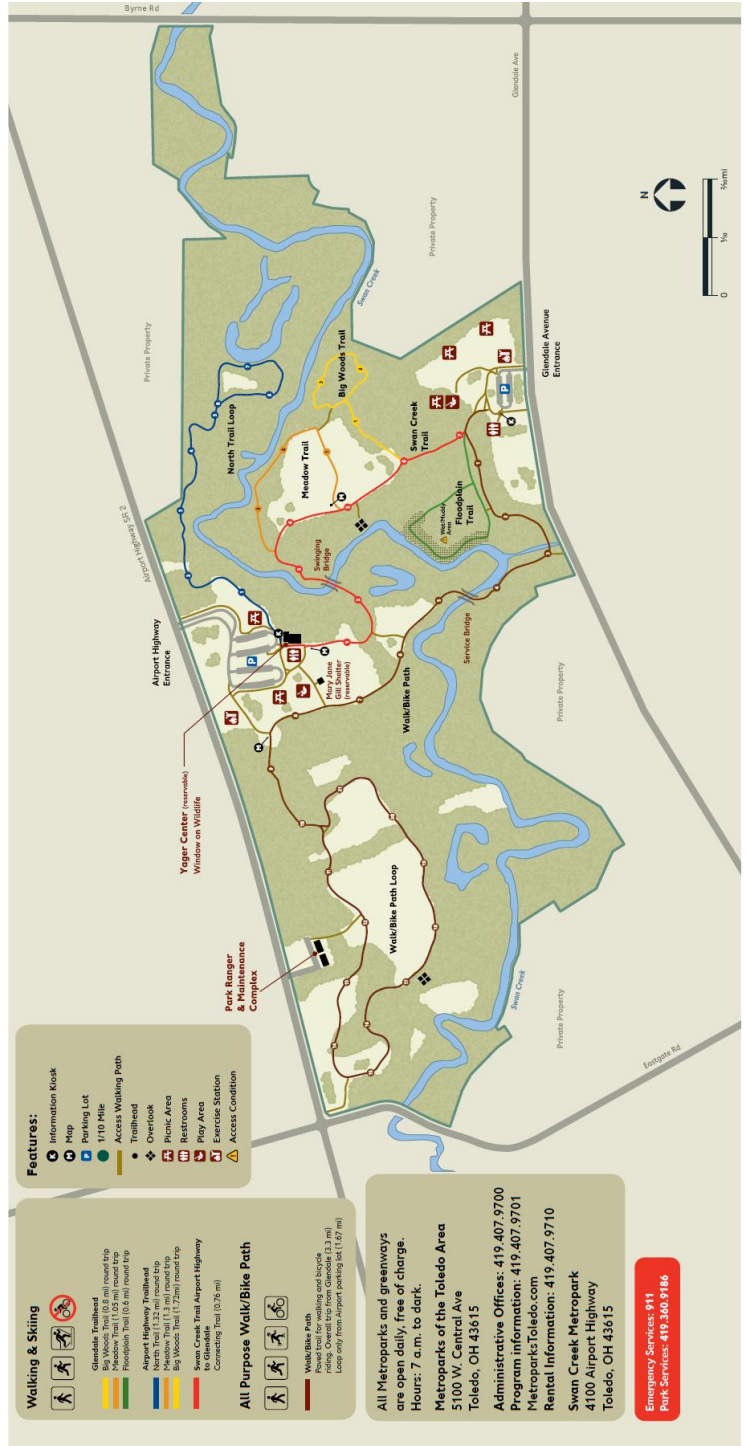 Walking & Skiing
Glendale Trailhead
Big Woods Trail (0.8 mi) round trip
Meadow Trail (1.05 mi) round trip
Floodplain Trail (0.6 mi) round trip
Airport Highway Trailhead
North Trail (1.32 mi) round trip
Meadow Trail (1.3 mi) round trip
Big Woods Trail (1.72mi) round trip
Swan Creek Trail Airport Highway
to Glendale
Connecting Trail (0.76 mi)
All Purpose Walk/Bike Path
Walk/Bike Path
Paved trail for walking and bicycle
riding. Overall trip from Glendale (3.3 mi)
Loop only from Airport parking lot (1.67 mi)
Features:
K Information Kiosk
M Map
P Parking Lot
1/10 Mile
Access Walking Path
Trailhead
Overlook
Picnic Area
Restrooms
Play Area
Exercise Station
Access Condition
All Metroparks and greenways
are open daily, free of charge.
Hours: 7 a.m. to dark.
Metroparks of the Toledo Area
5100 W. Central Ave
Toledo, OH 43615
Administrative Offices: 419.407.9700
Program information: 419.407.9701
MetroparksToledo.com
Rental Information: 419.407.9710
Swan Creek Metropark
4100 Airport Highway
Toledo, OH 43615
Emergency Services: 911
Park Services: 419.360.9186
Park Ranger
& Maintenance
Complex
Yager Center (reservable)
Window on Wildlife
Airport Highway
Entrance
Airport Highway SR 2
Private Property
Byrne Rd
North Trail Loop
Swan Creek
Big Woods Trail
Meadow Trail
Swinging
Bridge
Mary Jane
Gill Shelter
(reservable)
Walk/Bike Path
Walk/Bike Path Loop
Swan Creek
Trail
Wet/Muddy
Area
Floodplain
Trail
Service Bridge
Glendale Avenue
Entrance
Glendale Ave
Private Property
Private Property
Private Property
Swan Creek
Eastgate Rd
K
K
M
M
M
P
P
N
0